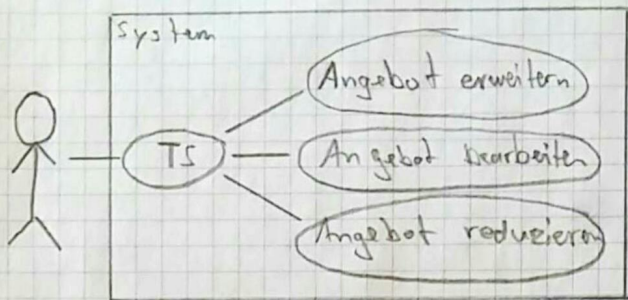 System
Angebot erweitern
TS
Angebot bearbeiten
Angebot reduzieren